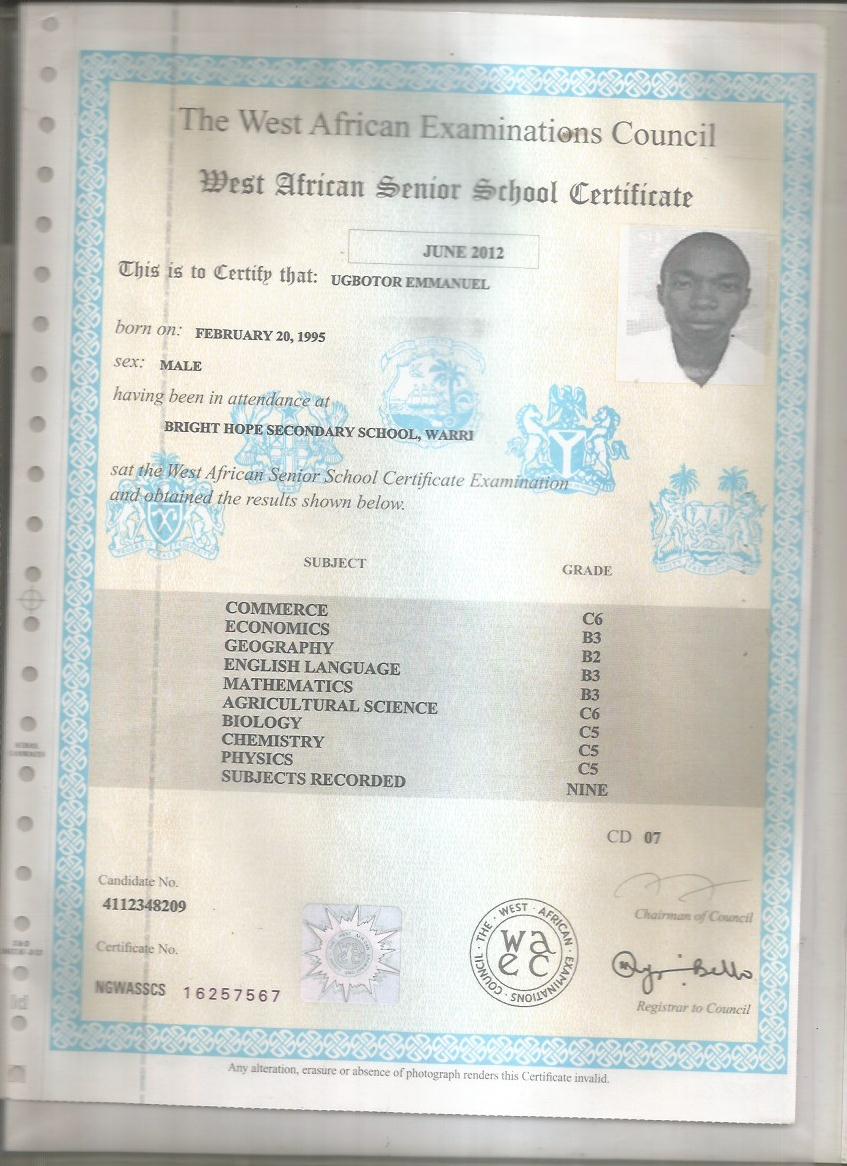 The West African Examinations Council
West African Senior School Certificate
JUNE 2012
This is to Certify that: UGBOTOR EMMANUEL
born on: FEBRUARY 20, 1995
sex: MALE
having been in attendance at
BRIGHT HOPE SECONDARY SCHOOL, WARRI
sat the West African Senior School Certificate Examination
and obtained the results shown below.
SUBJECT GRADE
COMMERCE C6
ECONOMICS B3
GEOGRAPHY B2
ENGLISH LANGUAGE B3
MATHEMATICS B3
AGRICULTURAL SCIENCE C6
BIOLOGY C5
CHEMISTRY C5
PHYSICS C5
SUBJECTS RECORDED NINE
CD 07
Candidate No.
4112348209
Chairman of Council
Certificate No.
NGWASSCS 16257567
THE · WEST · AFRICAN · EXAMINATIONS · COUNCIL ·
wa
ec
Bello
Registrar to Council
Any alteration, erasure or absence of photograph renders this Certificate invalid.